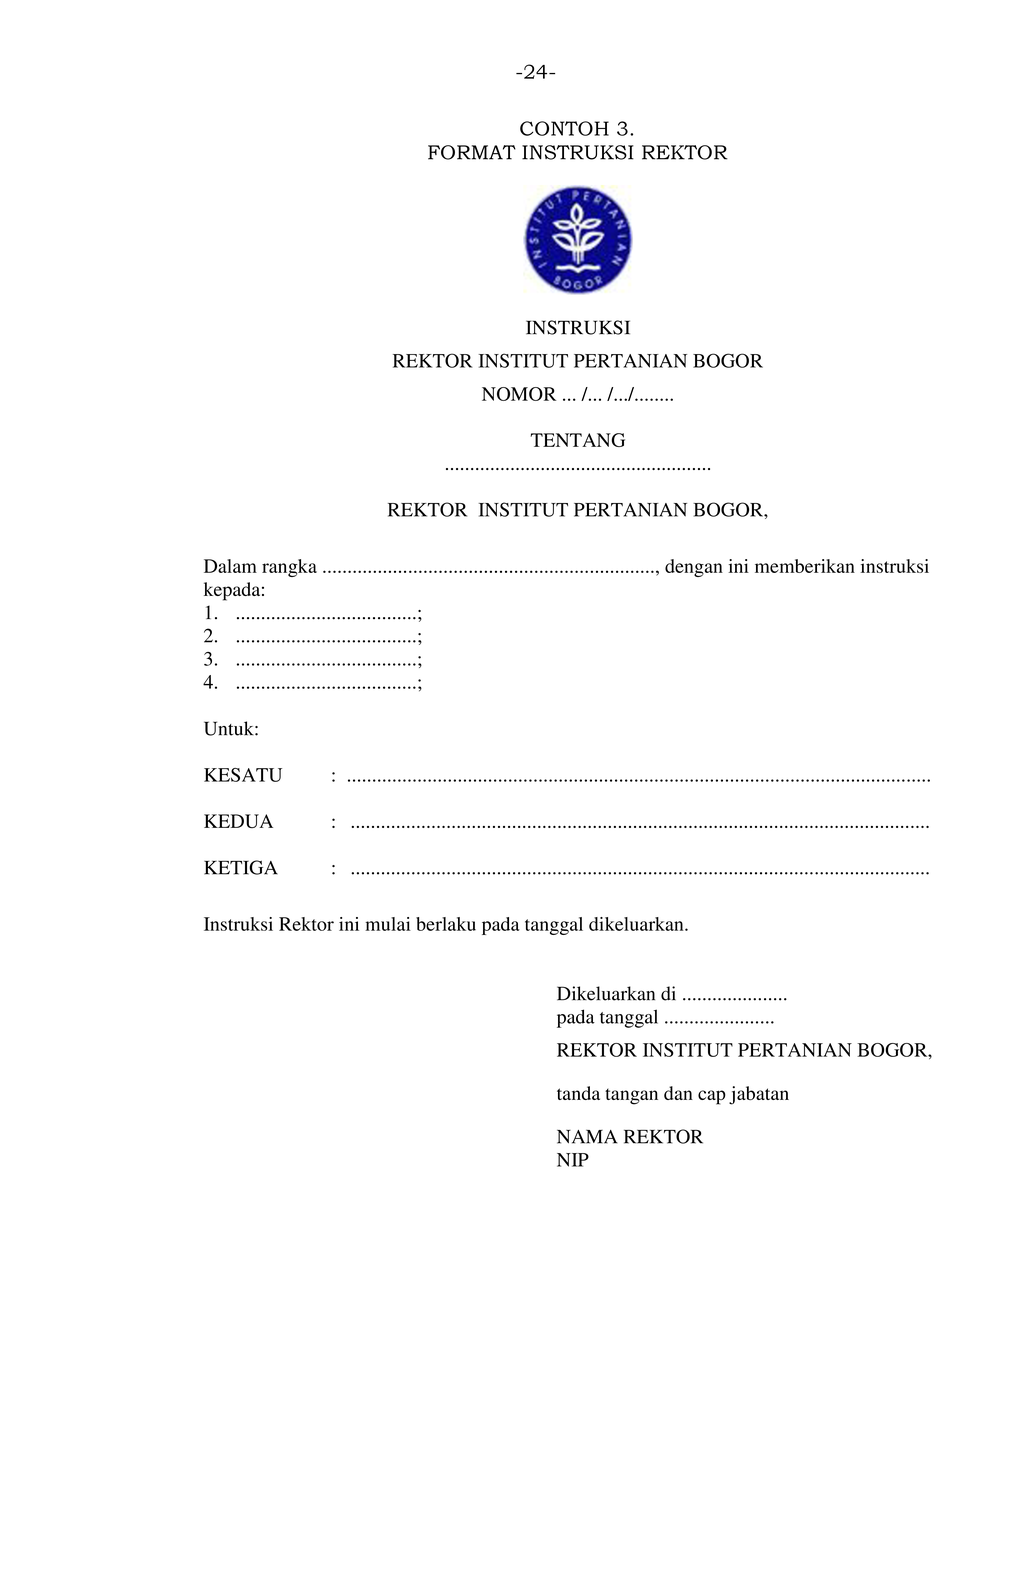 -24-
CONTOH 3.
FORMAT INSTRUKSI REKTOR
INSTITUT PERTANIAN
BOGOR
INSTRUKSI
REKTOR INSTITUT PERTANIAN BOGOR
NOMOR ... /... /.../........
TENTANG
.....................................................
REKTOR INSTITUT PERTANIAN BOGOR,
Dalam rangka .................................................................., dengan ini memberikan instruksi
kepada:
1. ....................................;
2. ....................................;
3. ....................................;
4. ....................................;
Untuk:
KESATU : ....................................................................................................................
KEDUA : ...................................................................................................................
KETIGA : ...................................................................................................................
Instruksi Rektor ini mulai berlaku pada tanggal dikeluarkan.
Dikeluarkan di .....................
pada tanggal ......................
REKTOR INSTITUT PERTANIAN BOGOR,
tanda tangan dan cap jabatan
NAMA REKTOR
NIP